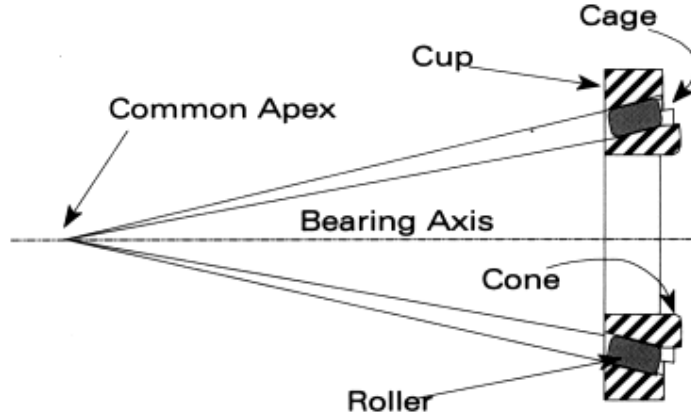 Cage
Cup
Common Apex
Bearing Axis
Cone
Roller